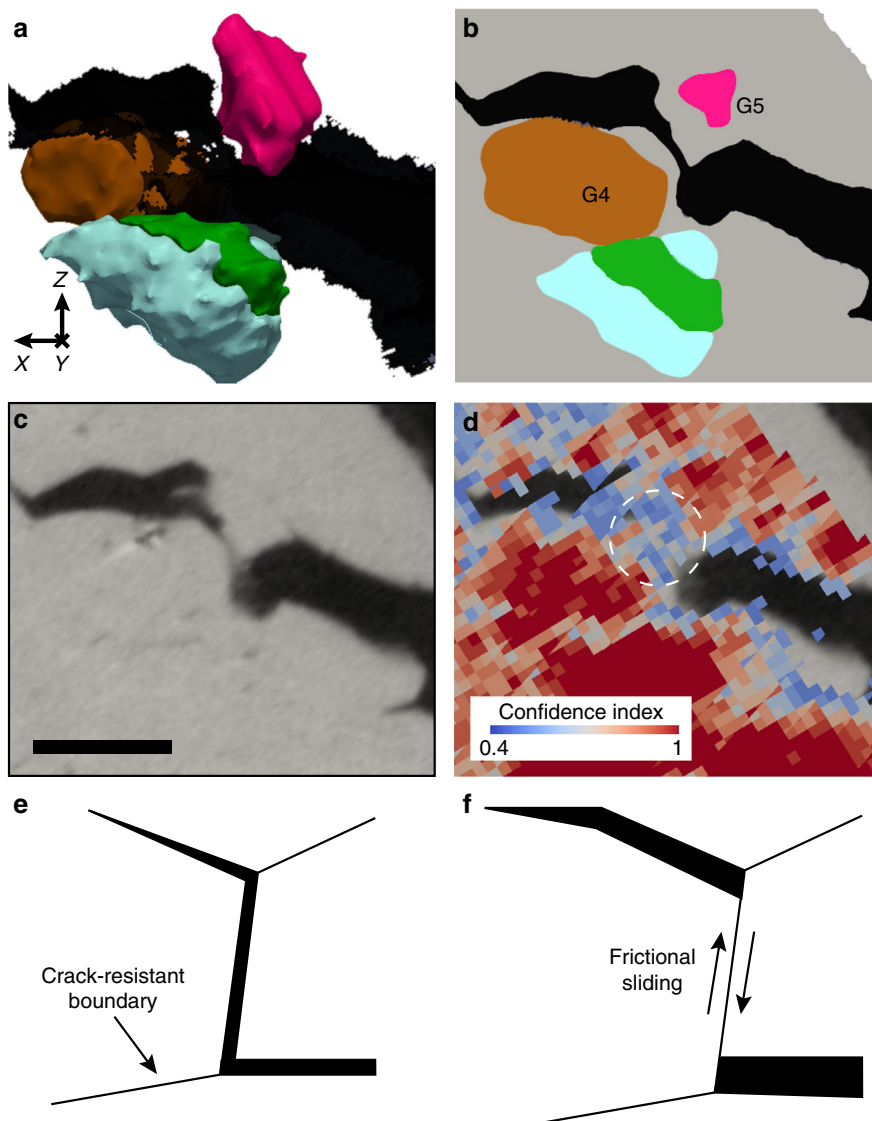 a
Z
X
Y
b
G5
G4
c
d
Confidence index
0.4
1
e
Crack-resistant
boundary
f
Frictional
sliding